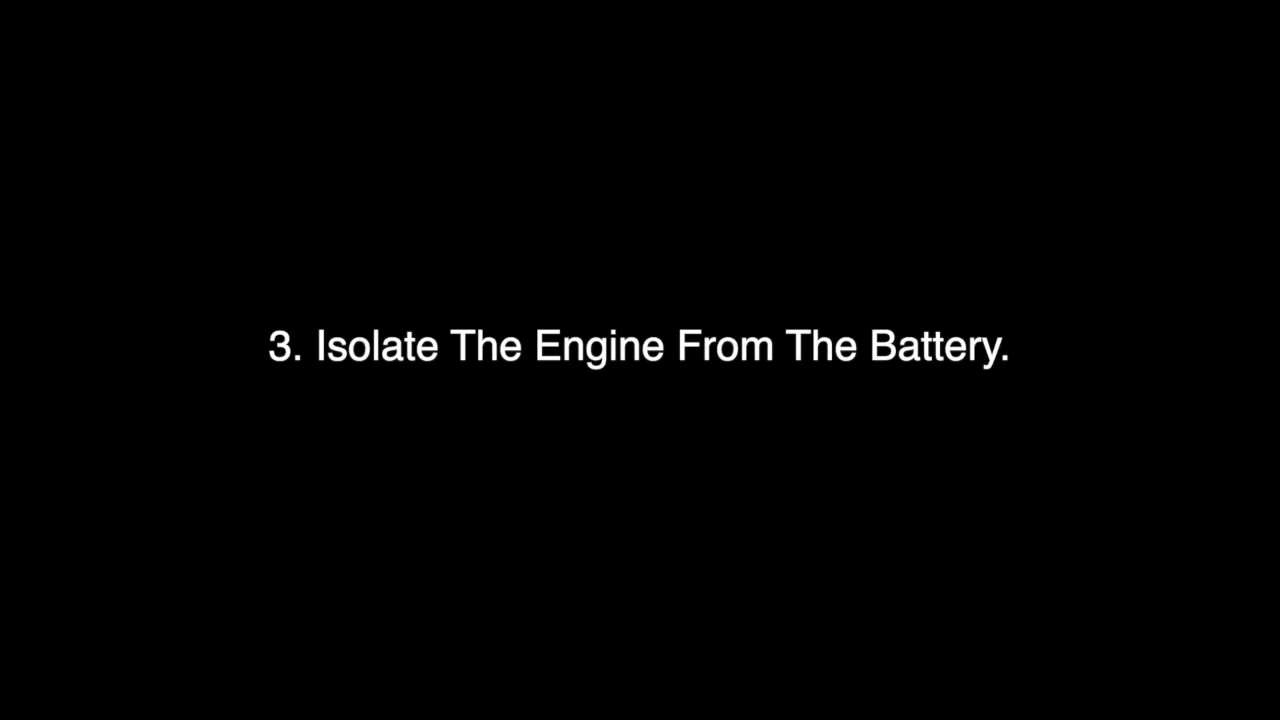 3. Isolate The Engine From The Battery.